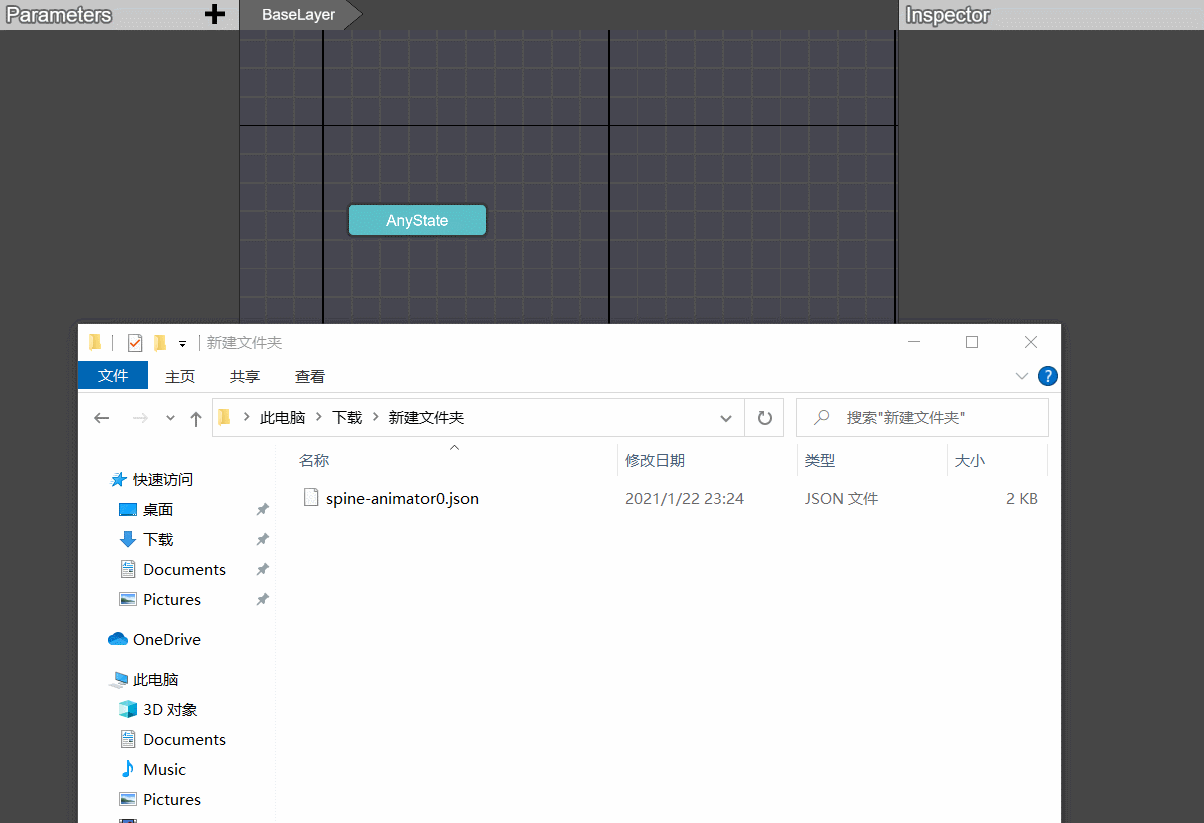 Parameters
BaseLayer
Inspector
AnyState
新建文件夹
文件 主页 共享 查看
此电脑 下载 新建文件夹
搜索"新建文件夹"
名称 修改日期 类型 大小
spine-animator0.json 2021/1/22 23:24 JSON 文件 2 KB
快速访问
桌面
下载
Documents
Pictures
OneDrive
此电脑
3D 对象
Documents
Music
Pictures